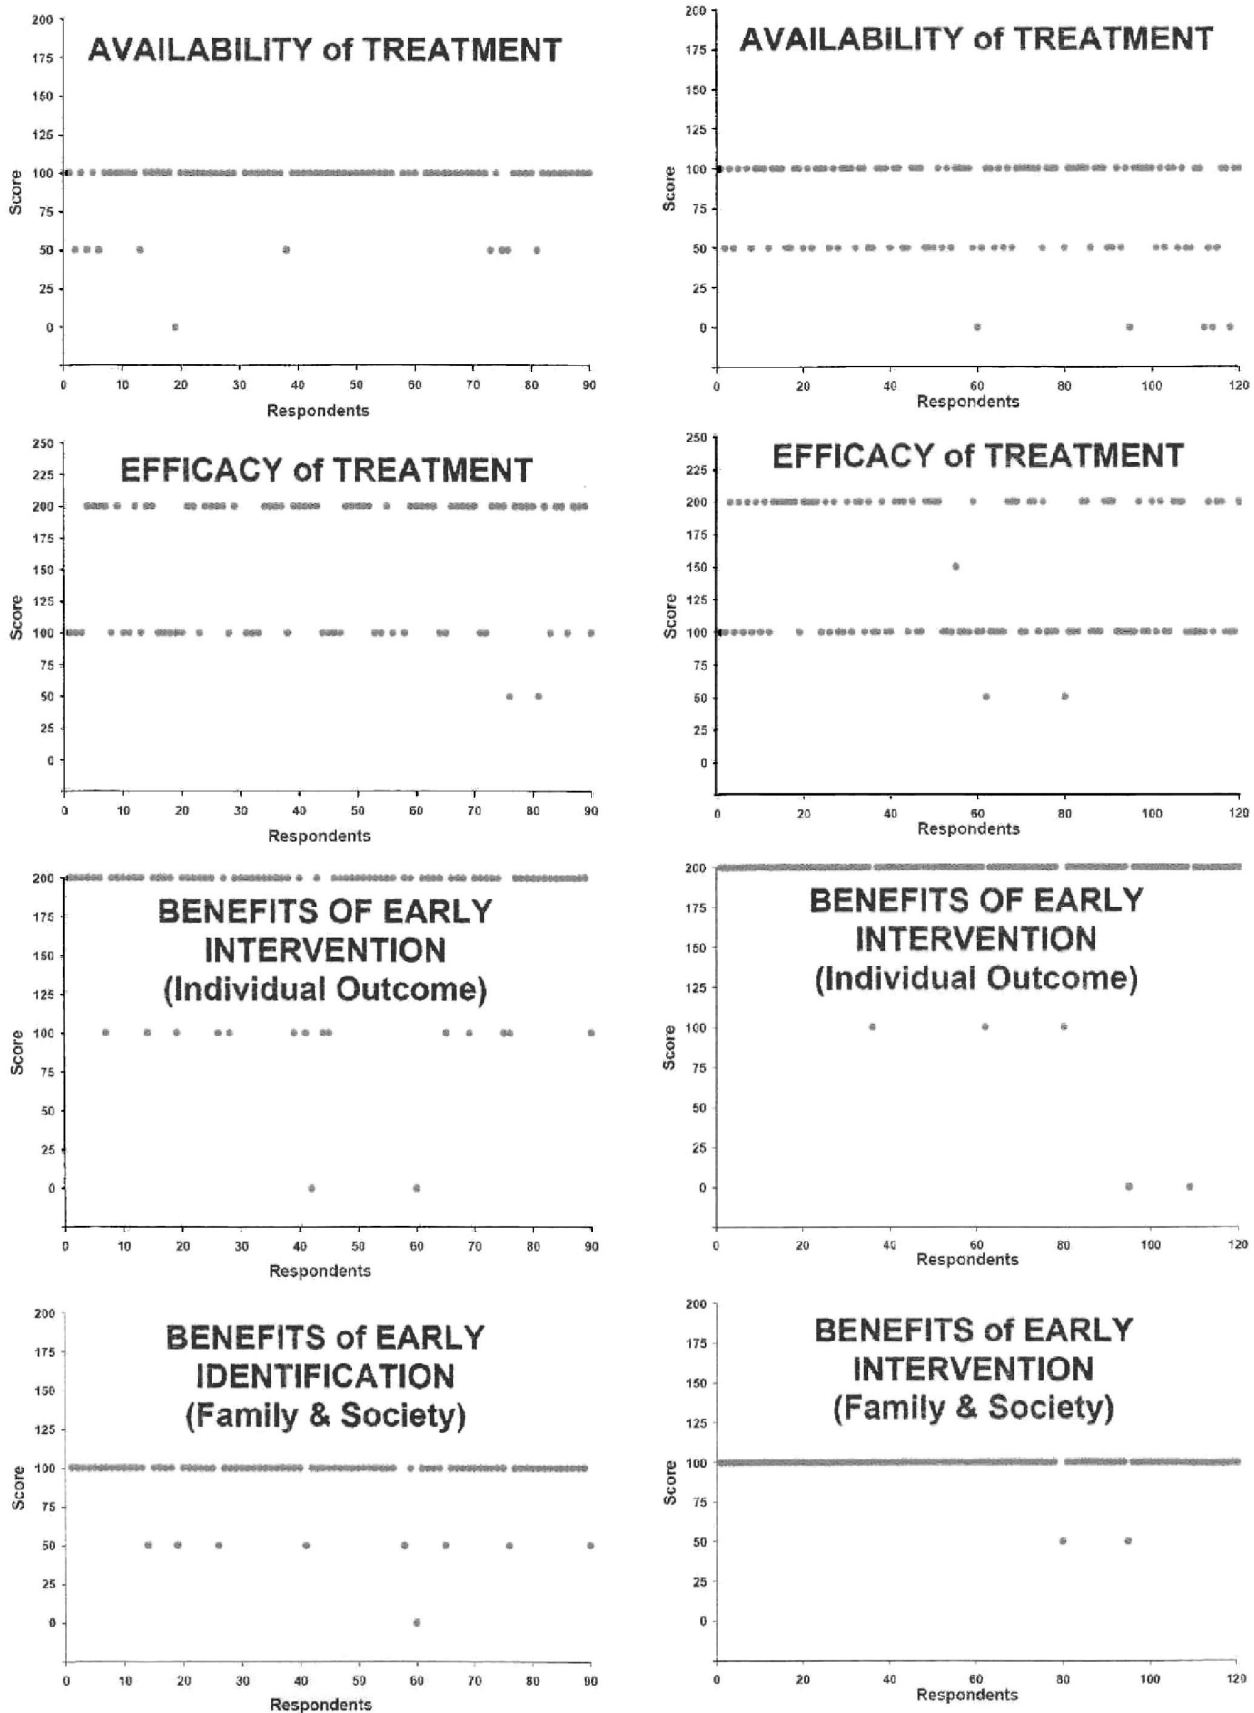 AVAILABILITY of TREATMENT
200
175
150
125
100
75
50
25
0
Score
0 10 20 30 40 50 60 70 80 90
Respondents
AVAILABILITY of TREATMENT
200
175
150
125
100
75
50
25
0
Score
0 20 40 60 80 100 120
Respondents
EFFICACY of TREATMENT
250
225
200
175
150
125
100
75
50
25
0
Score
0 10 20 30 40 50 60 70 80 90
Respondents
EFFICACY of TREATMENT
250
225
200
175
150
125
100
75
50
25
0
Score
0 20 40 60 80 100 120
Respondents
BENEFITS OF EARLY
INTERVENTION
(Individual Outcome)
200
175
150
125
100
75
50
25
0
Score
0 10 20 30 40 50 60 70 80 90
Respondents
BENEFITS OF EARLY
INTERVENTION
(Individual Outcome)
200
175
150
125
100
75
50
25
0
Score
0 20 40 60 80 100 120
Respondents
BENEFITS of EARLY
IDENTIFICATION
(Family & Society)
200
175
150
125
100
75
50
25
0
Score
0 10 20 30 40 50 60 70 80 90
Respondents
BENEFITS of EARLY
INTERVENTION
(Family & Society)
200
175
150
125
100
75
50
25
0
Score
0 20 40 60 80 100 120
Respondents